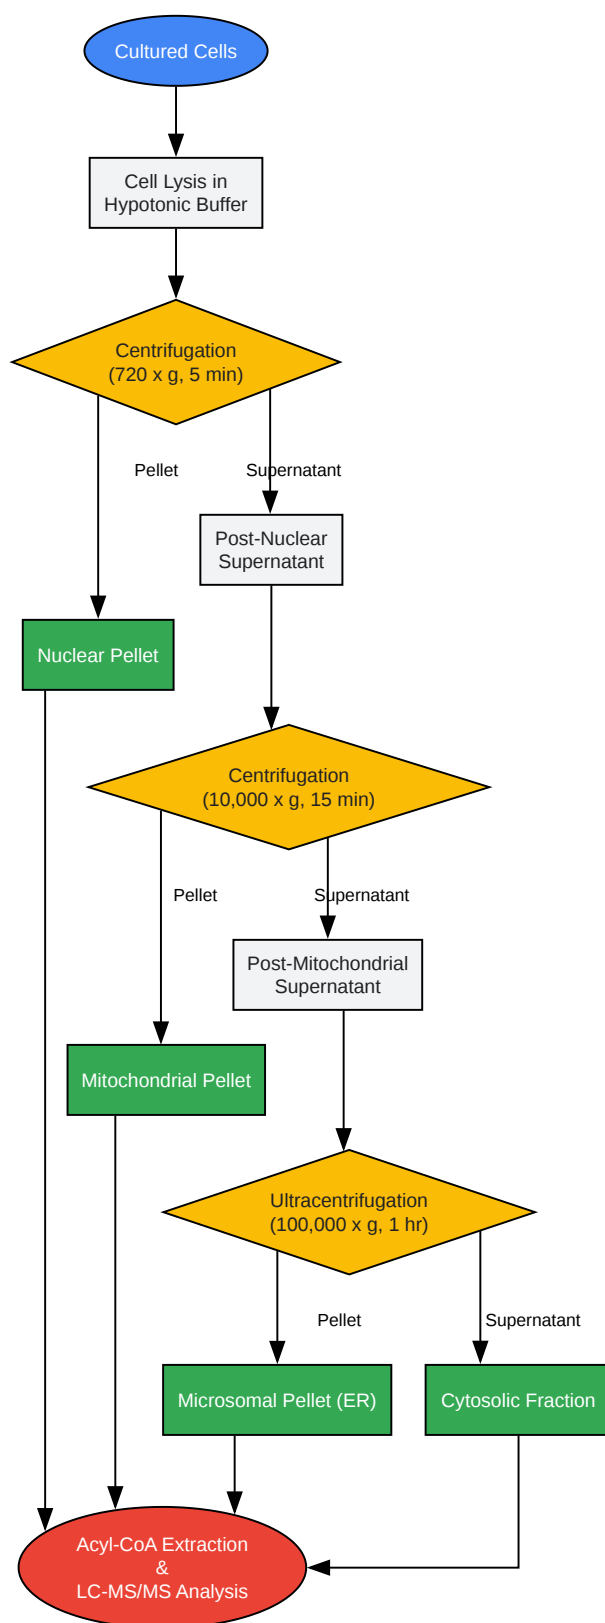 Cultured Cells
Cell Lysis in
Hypotonic Buffer
Centrifugation
(720 x g, 5 min)
Pellet
Supernatant
Post-Nuclear
Supernatant
Nuclear Pellet
Centrifugation
(10,000 x g, 15 min)
Pellet
Supernatant
Post-Mitochondrial
Supernatant
Mitochondrial Pellet
Ultracentrifugation
(100,000 x g, 1 hr)
Pellet
Supernatant
Microsomal Pellet (ER)
Cytosolic Fraction
Acyl-CoA Extraction
&
LC-MS/MS Analysis